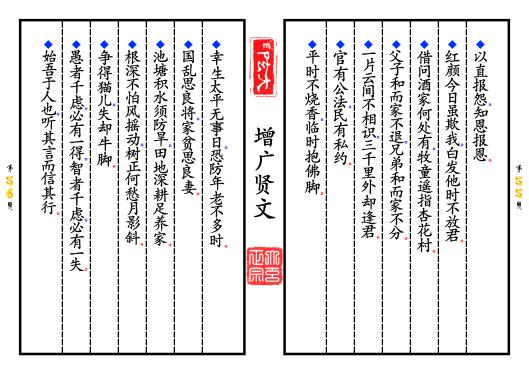 以直报怨。知恩报恩。
红颜今日虽欺我。白发他时不放君。
借问酒家何处有。牧童遥指杏花村。
父子和而家不退。兄弟和而家不分。
一片云间不相识。三千里外却逢君。
官有公法。民有私约。
平时不烧香。临时抱佛脚。
增广贤文
幸生太平无事日。恐防年老不多时。
国乱思良将。家贫思良妻。
池塘积水须防旱。田地深耕足养家。
根深不怕风摇动。树正何愁月影斜。
争得猫儿。失却牛脚。
愚者千虑。必有一得。智者千虑。必有一失。
始吾于人也。听其言而信其行。